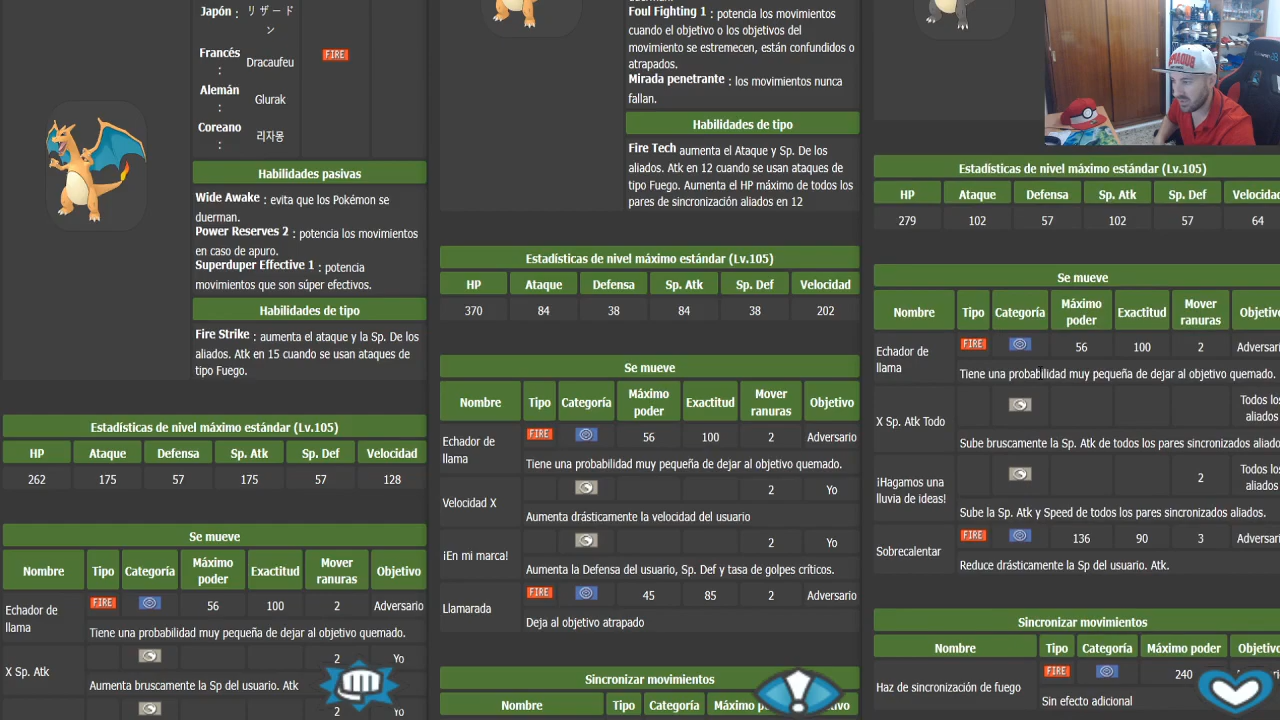 Japón :
リザード
ン
Francés
:
Dracaufeu
FIRE
Alemán
:
Glurak
Coreano
:
리자몽
Habilidades pasivas
Wide Awake : evita que los Pokémon se
duerman.
Power Reserves 2 : potencia los movimientos
en caso de apuro.
Superduper Effective 1 : potencia
movimientos que son súper efectivos.
Habilidades de tipo
Fire Strike : aumenta el ataque y la Sp. De los
aliados. Atk en 15 cuando se usan ataques de
tipo Fuego.
Estadísticas de nivel máximo estándar (Lv.105)
HP Ataque Defensa Sp. Atk Sp. Def Velocidad
262 175 57 175 57 128
Se mueve
Nombre Tipo Categoría Máximo poder Exactitud Mover ranuras Objetivo
Echador de
llama
FIRE 56 100 2 Adversario
Tiene una probabilidad muy pequeña de dejar al objetivo quemado.
X Sp. Atk
2 Yo
Aumenta bruscamente la Sp del usuario. Atk
2 Yo
Foul Fighting 1 : potencia los movimientos
cuando el objetivo o los objetivos del
movimiento se estremecen, están confundidos o
atrapados.
Mirada penetrante : los movimientos nunca
fallan.
Habilidades de tipo
Fire Tech aumenta el Ataque y Sp. De los
aliados. Atk en 12 cuando se usan ataques de
tipo Fuego. Aumenta el HP máximo de todos los
pares de sincronización aliados en 12
Estadísticas de nivel máximo estándar (Lv.105)
HP Ataque Defensa Sp. Atk Sp. Def Velocidad
370 84 38 84 38 202
Se mueve
Nombre Tipo Categoría Máximo poder Exactitud Mover ranuras Objetivo
Echador de
llama
FIRE 56 100 2 Adversario
Tiene una probabilidad muy pequeña de dejar al objetivo quemado.
Velocidad X
2 Yo
Aumenta drásticamente la velocidad del usuario
¡En mi marca!
2 Yo
Aumenta la Defensa del usuario, Sp. Def y tasa de golpes críticos.
Llamarada
FIRE 45 85 2 Adversario
Deja al objetivo atrapado
Sincronizar movimientos
Nombre Tipo Categoría
Estadísticas de nivel máximo estándar (Lv.105)
HP Ataque Defensa Sp. Atk Sp. Def Velocidad
279 102 57 102 57 64
Se mueve
Nombre Tipo Categoría Máximo poder Exactitud Mover ranuras Objetivo
Echador de
llama
FIRE 56 100 2 Adversari
Tiene una probabilidad muy pequeña de dejar al objetivo quemado.
X Sp. Atk Todo
Todos los
aliados
Sube bruscamente la Sp. Atk de todos los pares sincronizados aliado
¡Hagamos una
lluvia de ideas!
2 Todos los
aliados
Sube la Sp. Atk y Speed de todos los pares sincronizados aliados.
Sobrecalentar
FIRE 136 90 3 Adversari
Reduce drásticamente la Sp del usuario. Atk.
Sincronizar movimientos
Nombre Tipo Categoría Máximo poder Objetiv
Haz de sincronización de fuego
FIRE 240
Sin efecto adicional